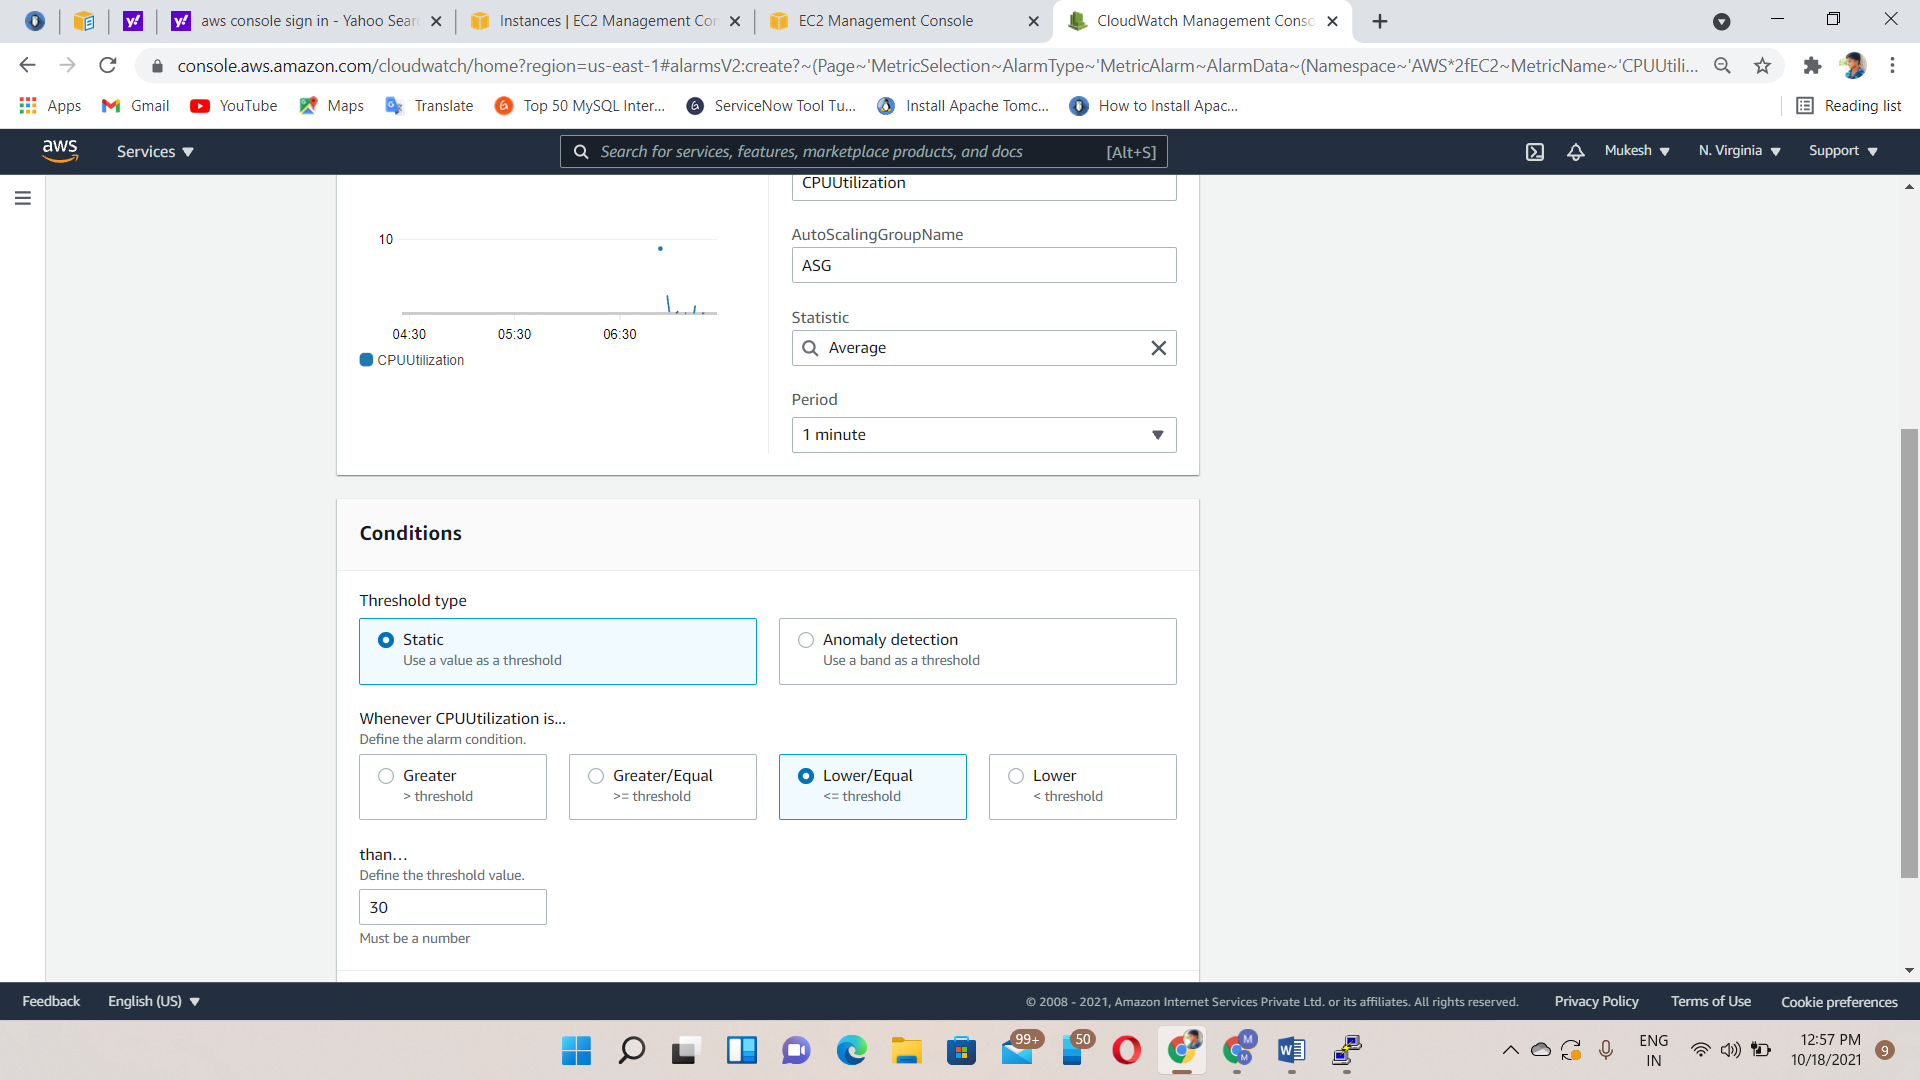 aws console sign in - Yahoo Sear
Instances | EC2 Management Con
EC2 Management Console
CloudWatch Management Conso
console.aws.amazon.com/cloudwatch/home?region=us-east-1#alarmsV2:create?~(Page~'MetricSelection~AlarmType~'MetricAlarm~AlarmData~(Namespace~'AWS*2fEC2~MetricName~'CPUUtili...
Apps
Gmail
YouTube
Maps
Translate
Top 50 MySQL Inter...
ServiceNow Tool Tu...
Install Apache Tomc...
How to Install Apac...
Reading list
aws
Services
Search for services, features, marketplace products, and docs
[Alt+S]
Mukesh
N. Virginia
Support
CPUUtilization
10
04:30
05:30
06:30
CPUUtilization
AutoScalingGroupName
ASG
Statistic
Average
Period
1 minute
Conditions
Threshold type
Static
Use a value as a threshold
Anomaly detection
Use a band as a threshold
Whenever CPUUtilization is...
Define the alarm condition.
Greater
> threshold
Greater/Equal
>= threshold
Lower/Equal
<= threshold
Lower
< threshold
than...
Define the threshold value.
30
Must be a number
Feedback
English (US)
© 2008 - 2021, Amazon Internet Services Private Ltd. or its affiliates. All rights reserved.
Privacy Policy
Terms of Use
Cookie preferences
99+
50
M
M
ENG
IN
12:57 PM
10/18/2021
9